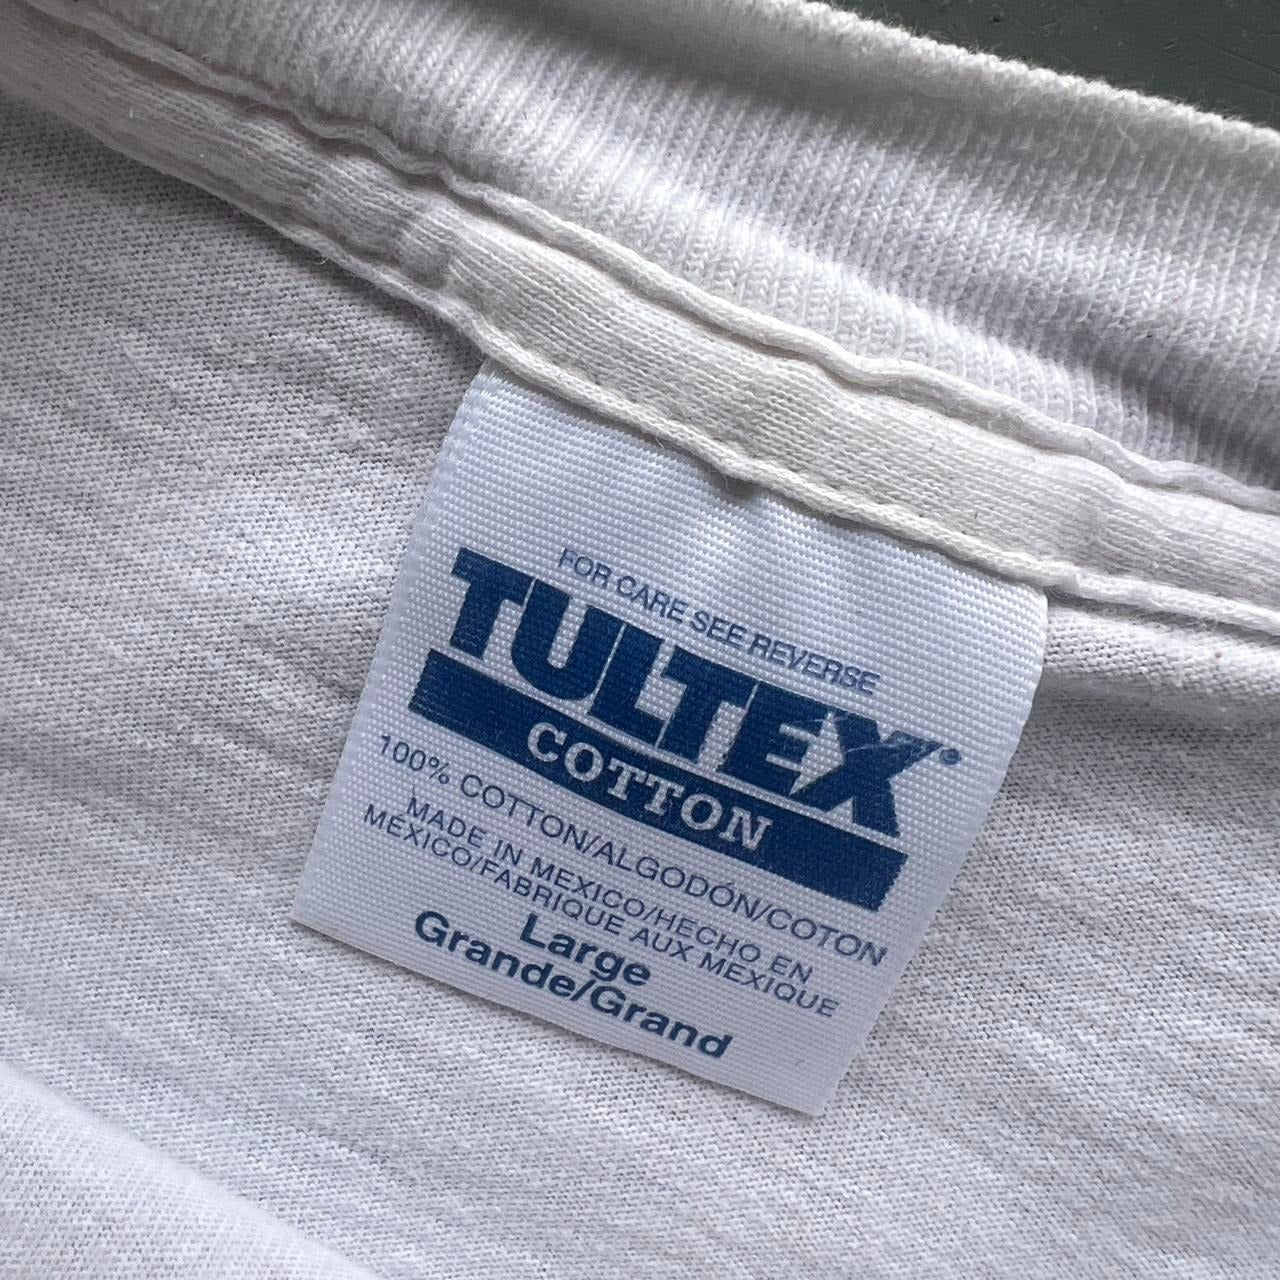 FOR CARE SEE REVERSE
TULTEX®
COTTON
100% COTTON/ALGODÓN/COTON
MADE IN MEXICO/HECHO EN
MÉXICO/FABRIQUE AUX MEXIQUE
Large
Grande/Grand